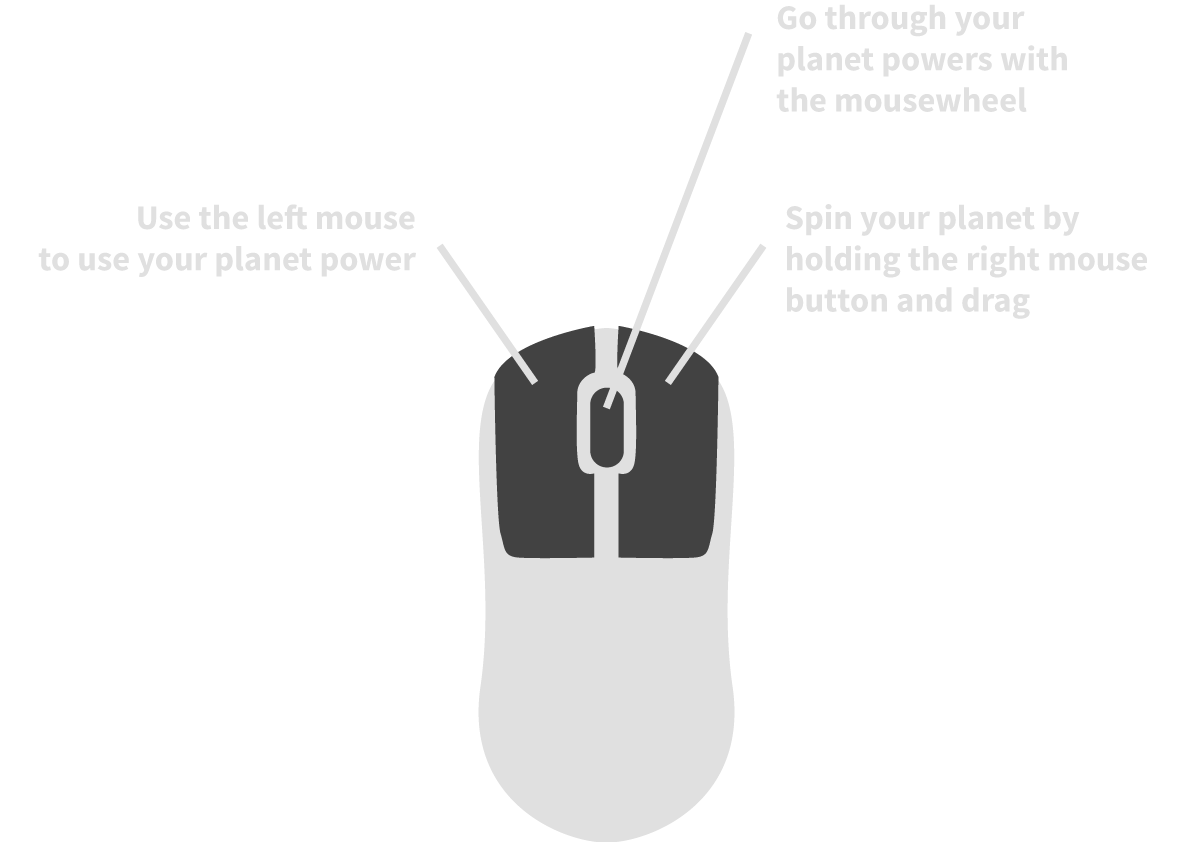 Go through your
planet powers with
the mousewheel
Use the left mouse
to use your planet power
Spin your planet by
holding the right mouse
button and drag